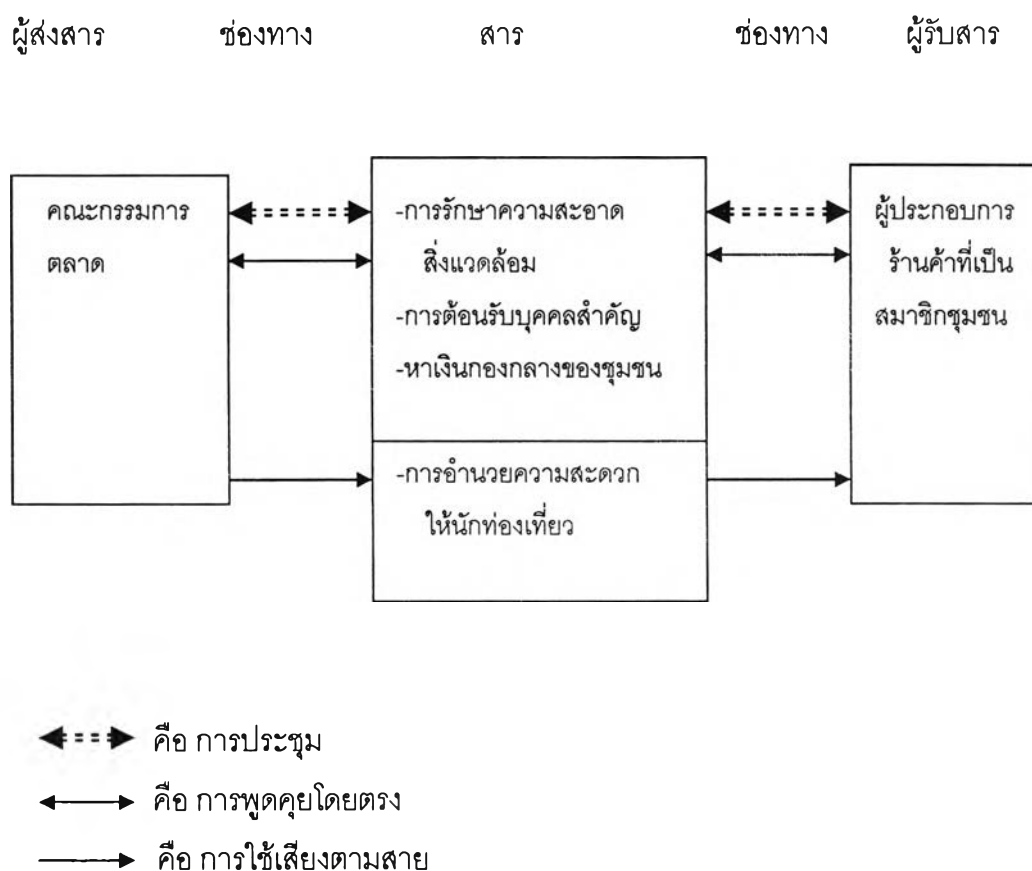 ผู้ส่งสาร ช่องทาง สาร ช่องทาง ผู้รับสาร
คณะกรรมการ
ตลาด
-การรักษาความสะอาด
สิ่งแวดล้อม
-การต้อนรับบุคคลสำคัญ
-หาเงินกองกลางของชุมชน
-การอำนวยความสะดวก
ให้นักท่องเที่ยว
ผู้ประกอบการ
ร้านค้าที่เป็น
สมาชิกชุมชน
คือ การประชุม
คือ การพูดคุยโดยตรง
คือ การใช้เสียงตามสาย